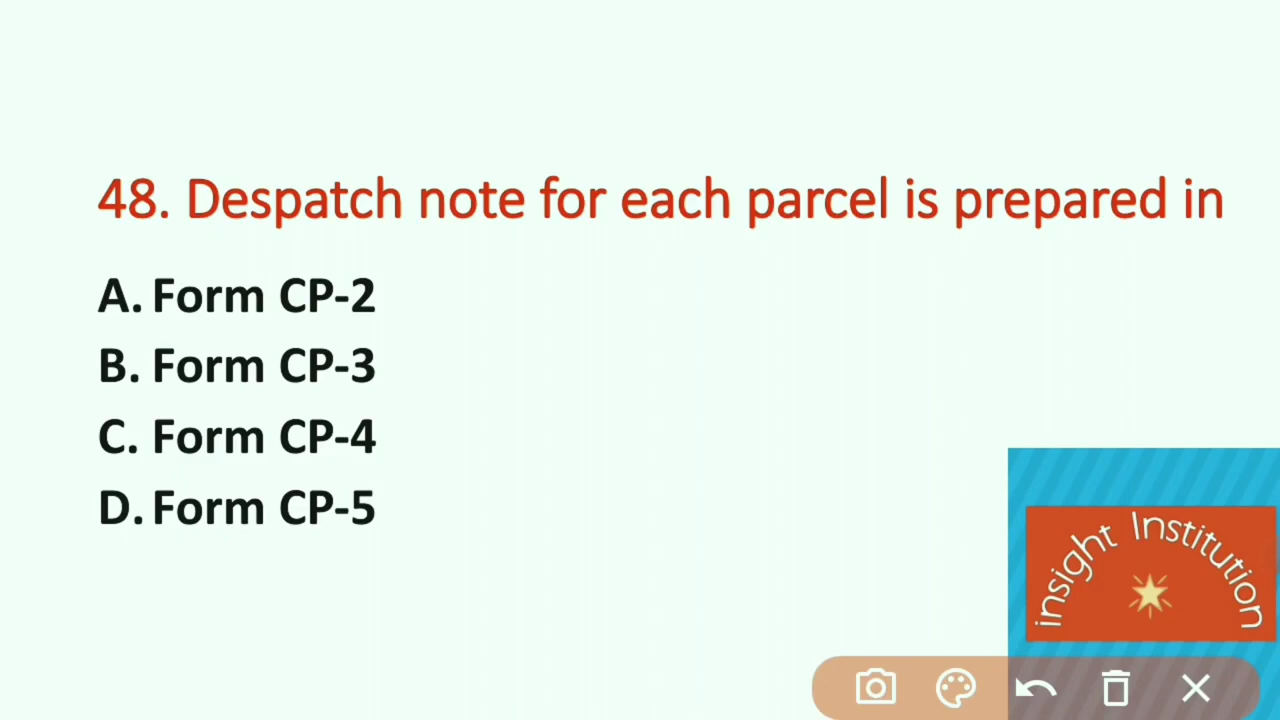 48. Despatch note for each parcel is prepared in
A. Form CP-2
B. Form CP-3
C. Form CP-4
D. Form CP-5
insight Institution